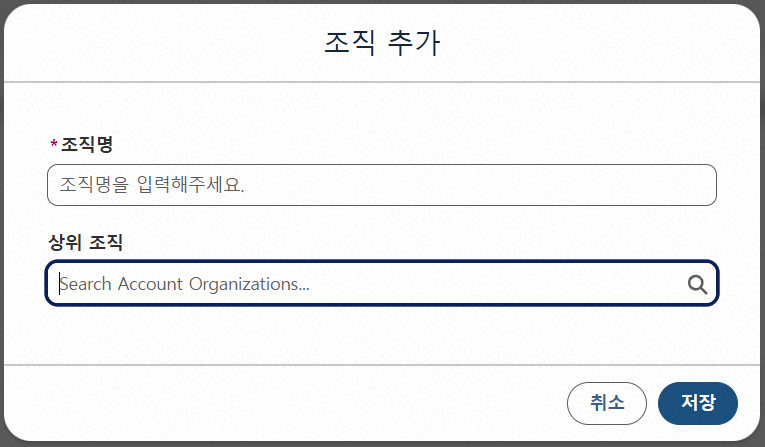 조직 추가
*조직명
조직명을 입력해주세요.
상위 조직
Search Account Organizations...
취소 저장